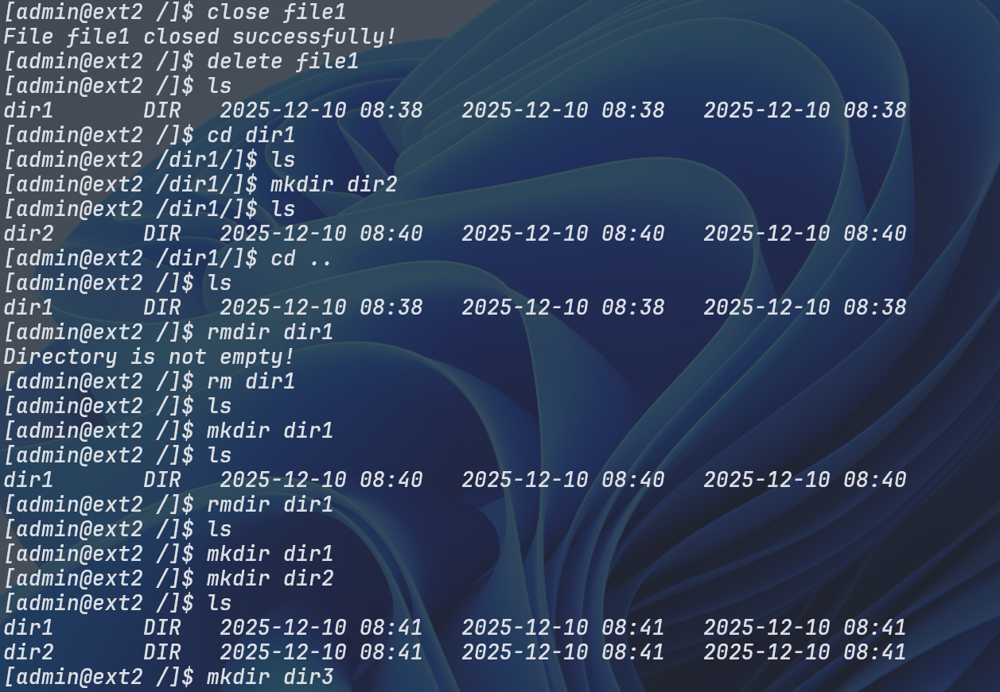 [admin@ext2 /]$ close file1
File file1 closed successfully!
[admin@ext2 /]$ delete file1
[admin@ext2 /]$ ls
dir1       DIR   2025-12-10 08:38   2025-12-10 08:38   2025-12-10 08:38
[admin@ext2 /]$ cd dir1
[admin@ext2 /dir1/]$ ls
[admin@ext2 /dir1/]$ mkdir dir2
[admin@ext2 /dir1/]$ ls
dir2       DIR   2025-12-10 08:40   2025-12-10 08:40   2025-12-10 08:40
[admin@ext2 /dir1/]$ cd ..
[admin@ext2 /]$ ls
dir1       DIR   2025-12-10 08:38   2025-12-10 08:38   2025-12-10 08:38
[admin@ext2 /]$ rmdir dir1
Directory is not empty!
[admin@ext2 /]$ rm dir1
[admin@ext2 /]$ ls
[admin@ext2 /]$ mkdir dir1
[admin@ext2 /]$ ls
dir1       DIR   2025-12-10 08:40   2025-12-10 08:40   2025-12-10 08:40
[admin@ext2 /]$ rmdir dir1
[admin@ext2 /]$ ls
[admin@ext2 /]$ mkdir dir1
[admin@ext2 /]$ mkdir dir2
[admin@ext2 /]$ ls
dir1       DIR   2025-12-10 08:41   2025-12-10 08:41   2025-12-10 08:41
dir2       DIR   2025-12-10 08:41   2025-12-10 08:41   2025-12-10 08:41
[admin@ext2 /]$ mkdir dir3